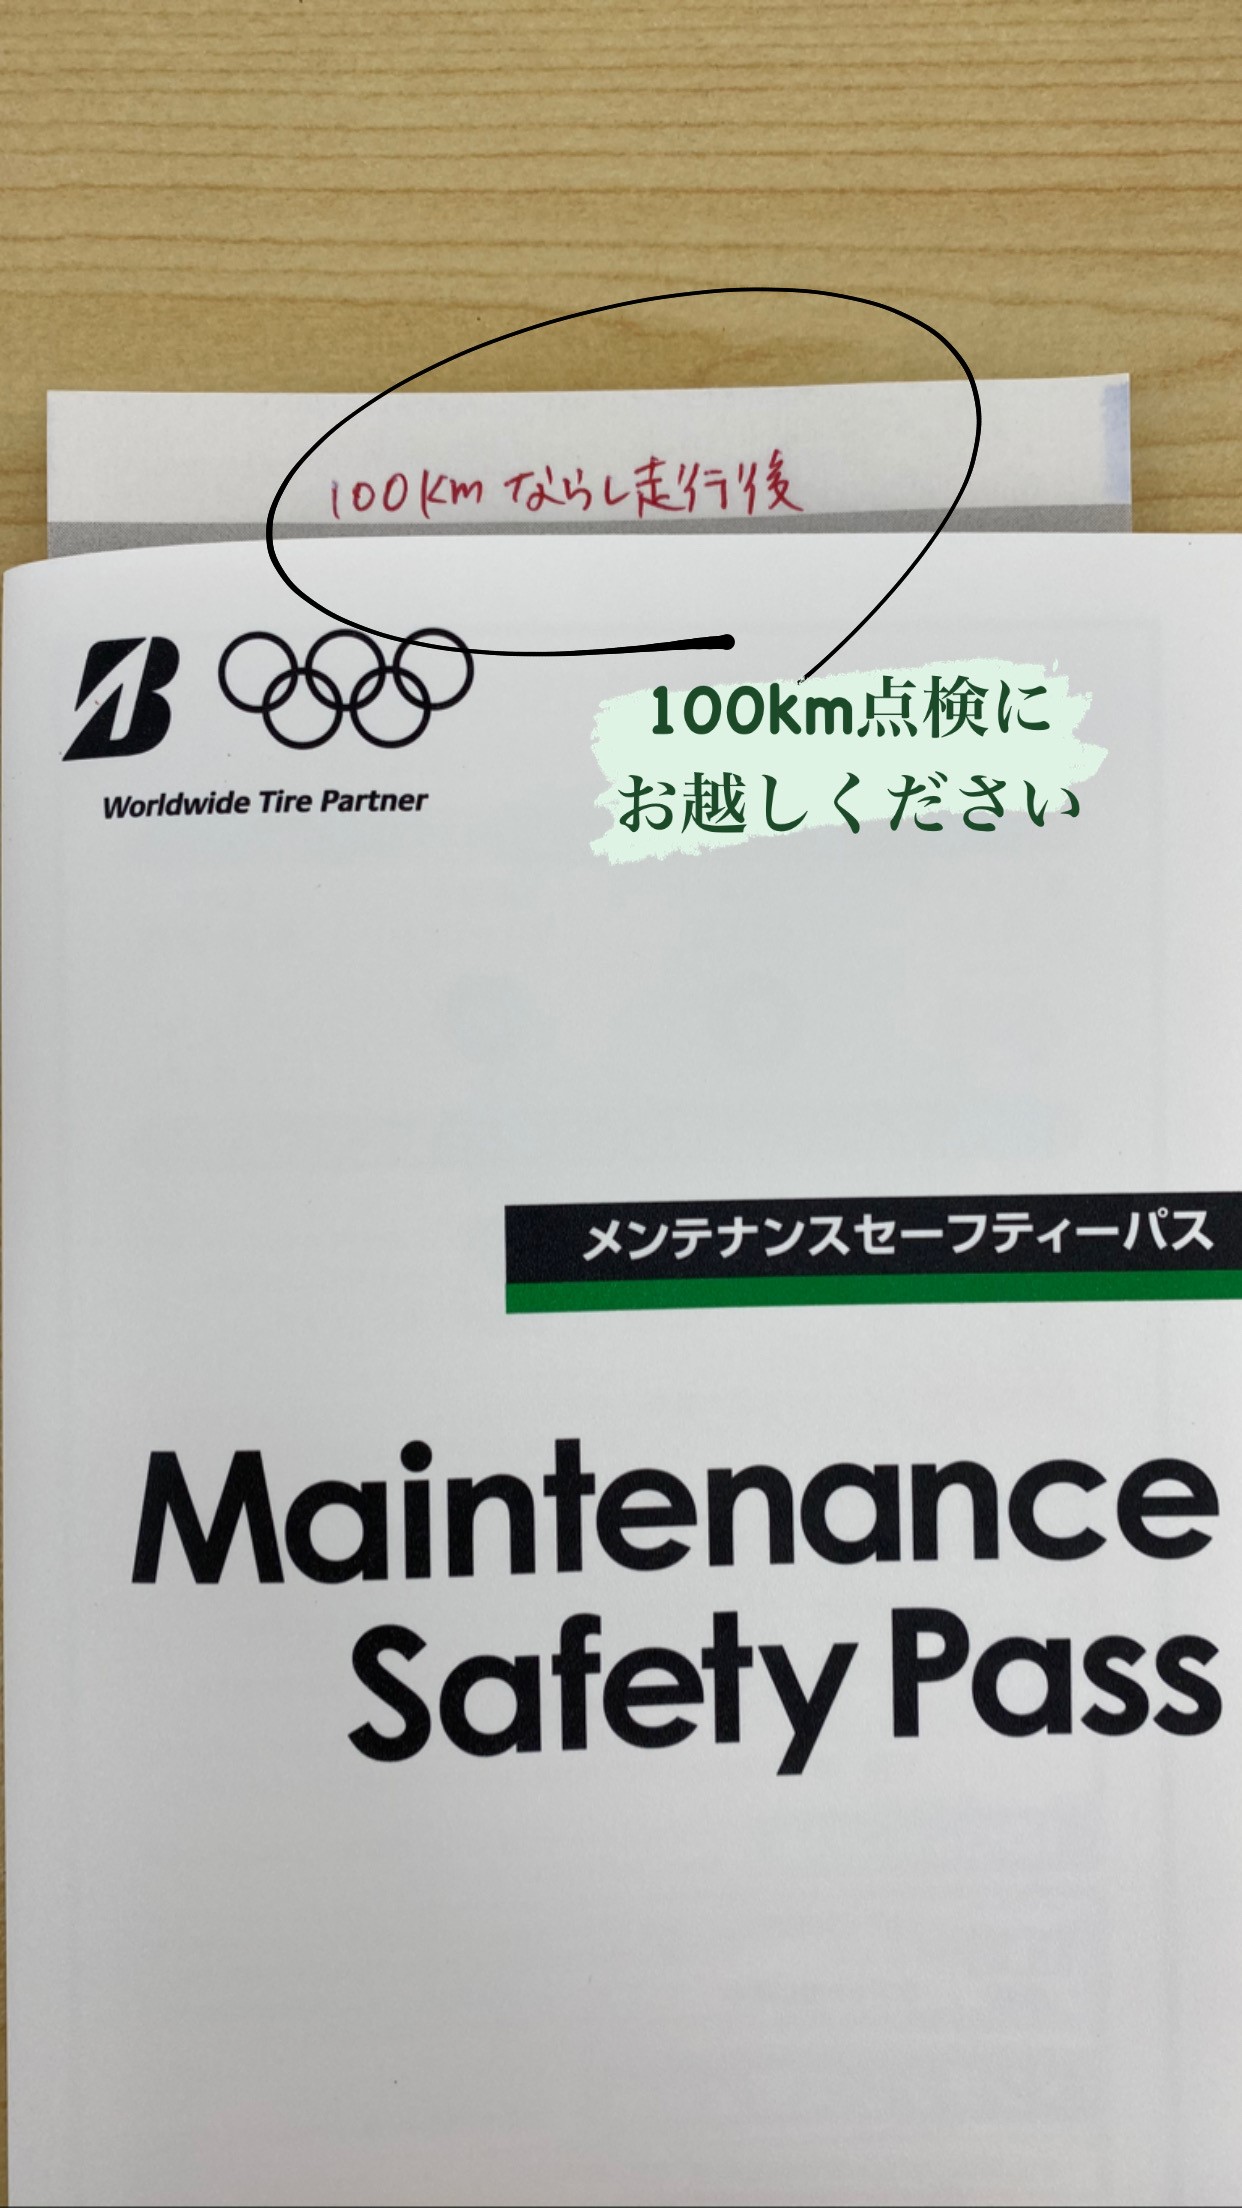 100km ならし走行後
Worldwide Tire Partner
100km点検に
お越しください
メンテナンスセーフティーパス
Maintenance
Safety Pass